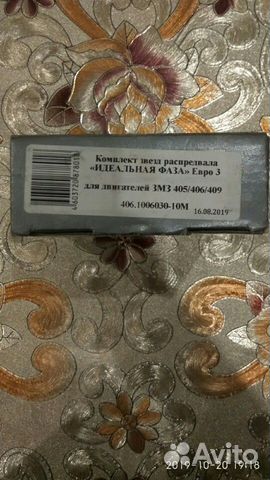 Комплект звезд распредвала
«ИДЕАЛЬНАЯ ФАЗА» Евро 3
для двигателей ЗМЗ 405/406/409
406.1006030-10М
16.08.2019
2019-10-20 19:18
Avito